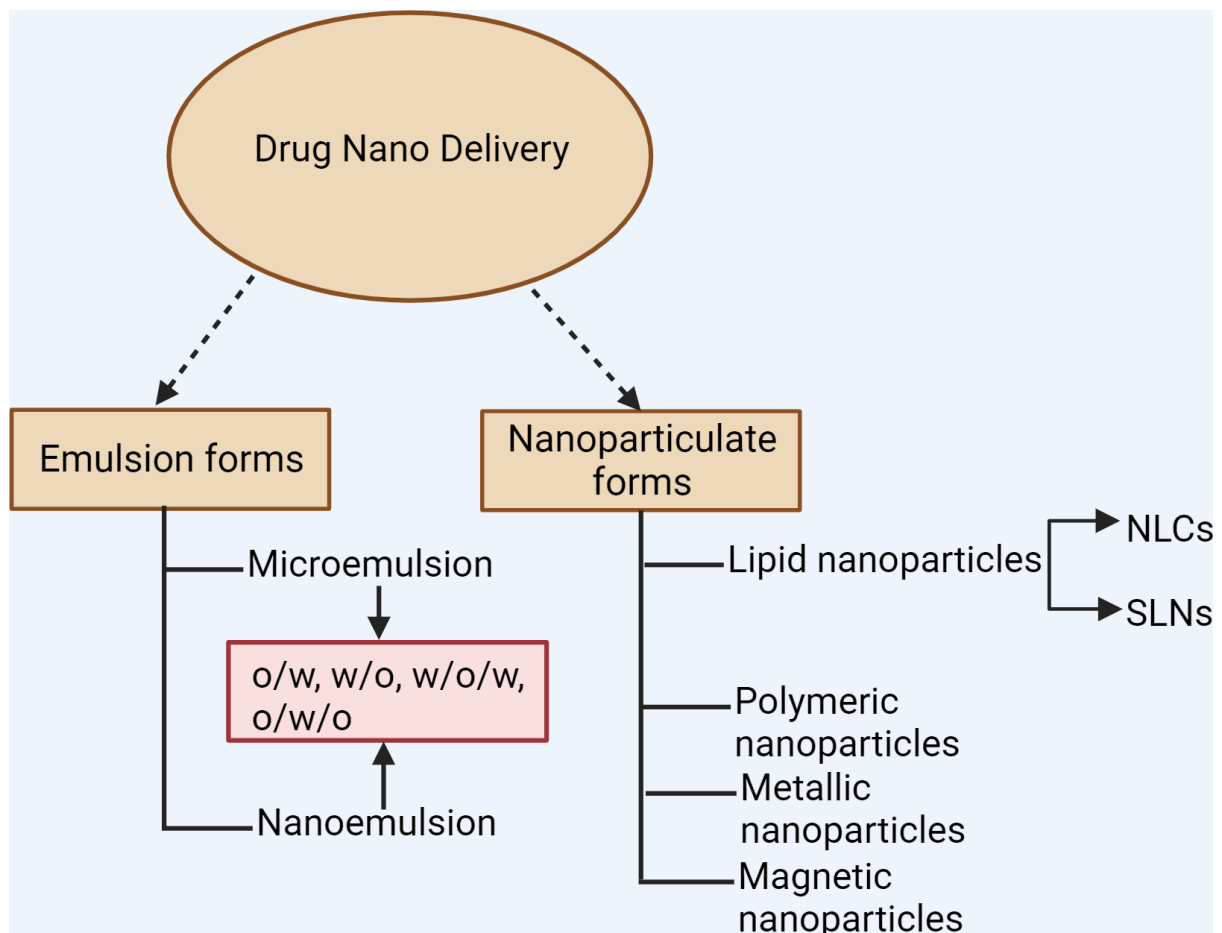 Drug Nano Delivery
Emulsion forms
Nanoparticulate
forms
Microemulsion
o/w, w/o, w/o/w,
o/w/o
Nanoemulsion
Lipid nanoparticles
NLCs
SLNs
Polymeric
nanoparticles
Metallic
nanoparticles
Magnetic
nanoparticles